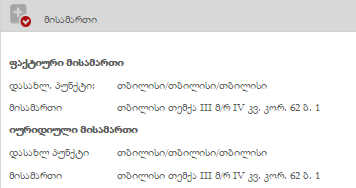 მისამართი
ფაქტიური მისამართი
დასახლ. პუნქტი: თბილისი/თბილისი/თბილისი
მისამართი თბილისი თემქა III მ/რ IV კვ. კორ. 62 ბ. 1
იურიდიული მისამართი
დასახლ პუნქტი თბილისი/თბილისი/თბილისი
მისამართი თბილისი თემქა III მ/რ IV კვ. კორ. 62 ბ. 1